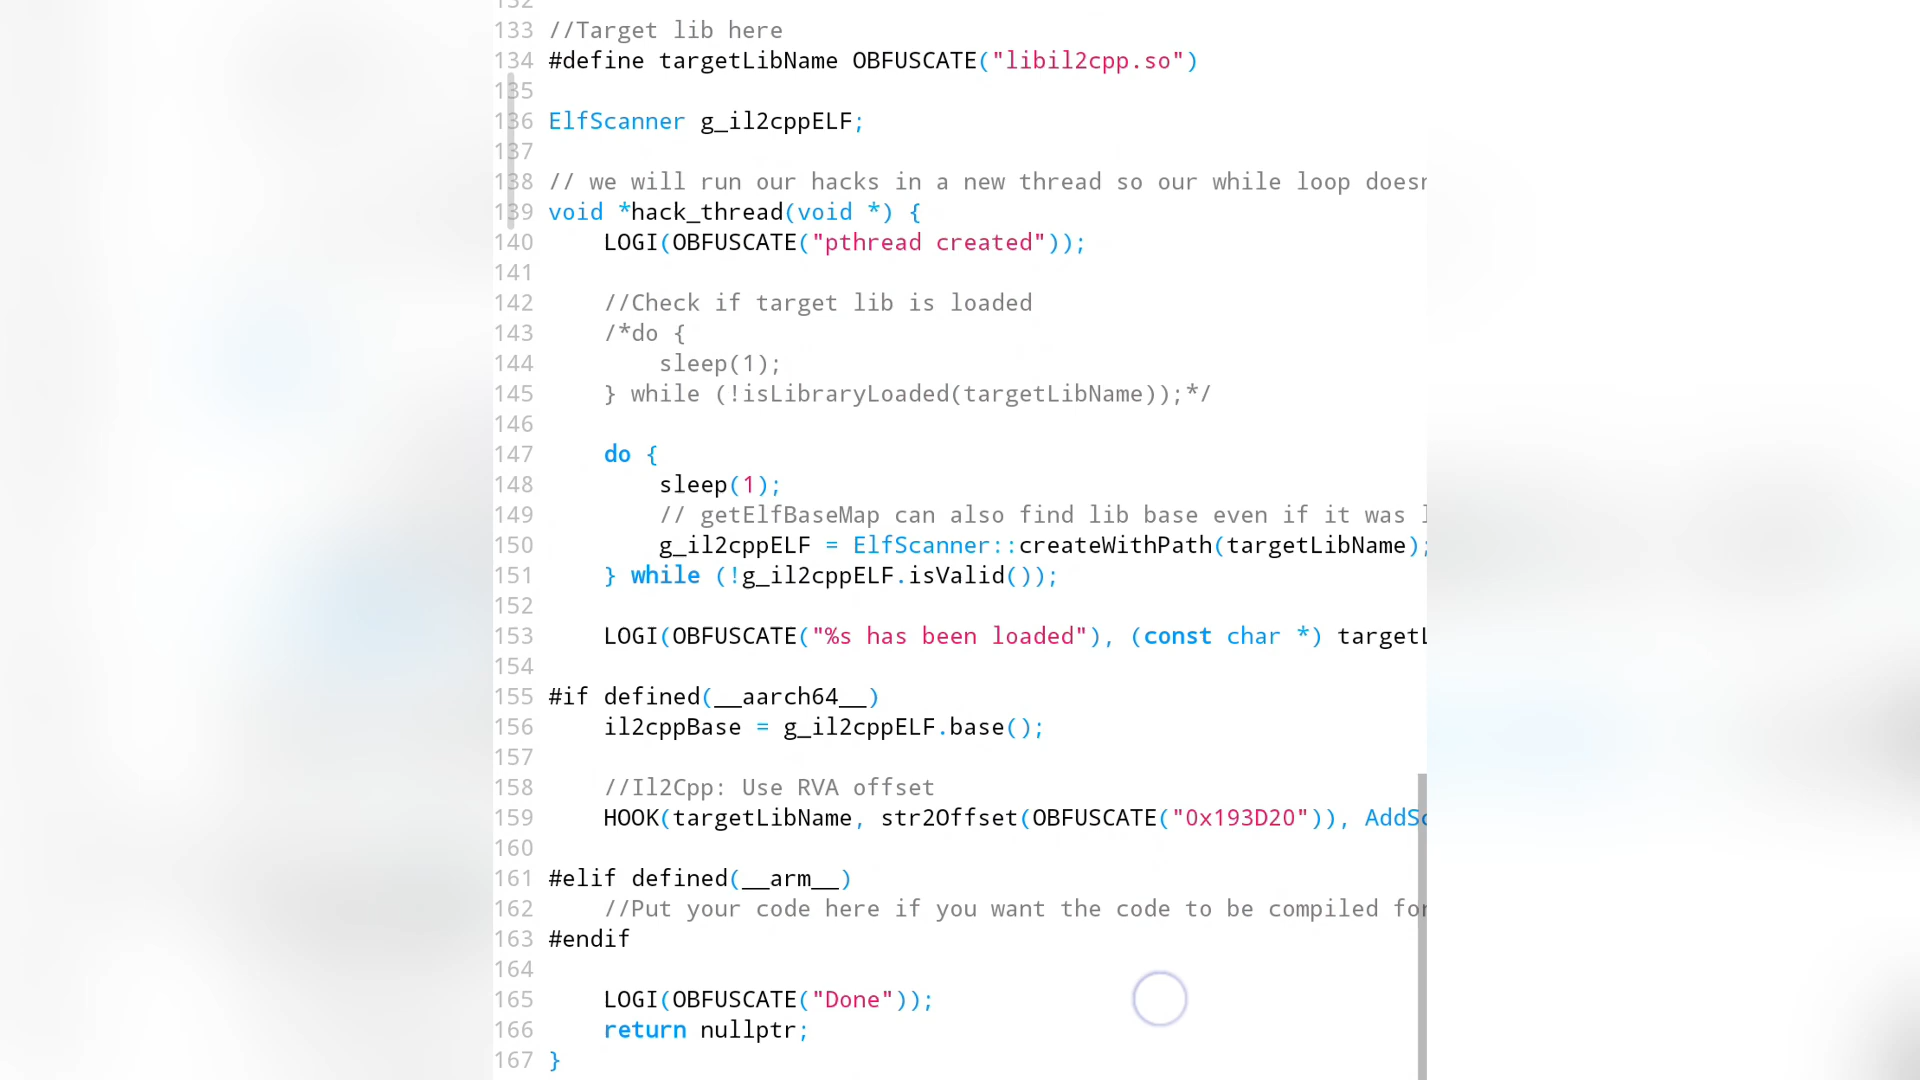 133 //Target lib here
134 #define targetLibName OBFUSCATE("libil2cpp.so")
135
136 ElfScanner g_il2cppELF;
137
138 // we will run our hacks in a new thread so our while loop
139 void *hack_thread(void *) {
140     LOGI(OBFUSCATE("pthread created"));
141
142     //Check if target lib is loaded
143     /*do {
144         sleep(1);
145     } while (!isLibraryLoaded(targetLibName));*/
146
147     do {
148         sleep(1);
149         // getElfBaseMap can also find lib base even if it was
150         g_il2cppELF = ElfScanner::createWithPath(targetLibName);
151     } while (!g_il2cppELF.isValid());
152
153     LOGI(OBFUSCATE("%s has been loaded"), (const char *)
154
155 #if defined(__aarch64__)
156     il2cppBase = g_il2cppELF.base();
157
158     //Il2Cpp: Use RVA offset
159     HOOK(targetLibName, str2Offset(OBFUSCATE("0x193D20")),
160
161 #elif defined(__arm__)
162     //Put your code here if you want the code to be compiled
163 #endif
164
165     LOGI(OBFUSCATE("Done"));
166     return nullptr;
167 }